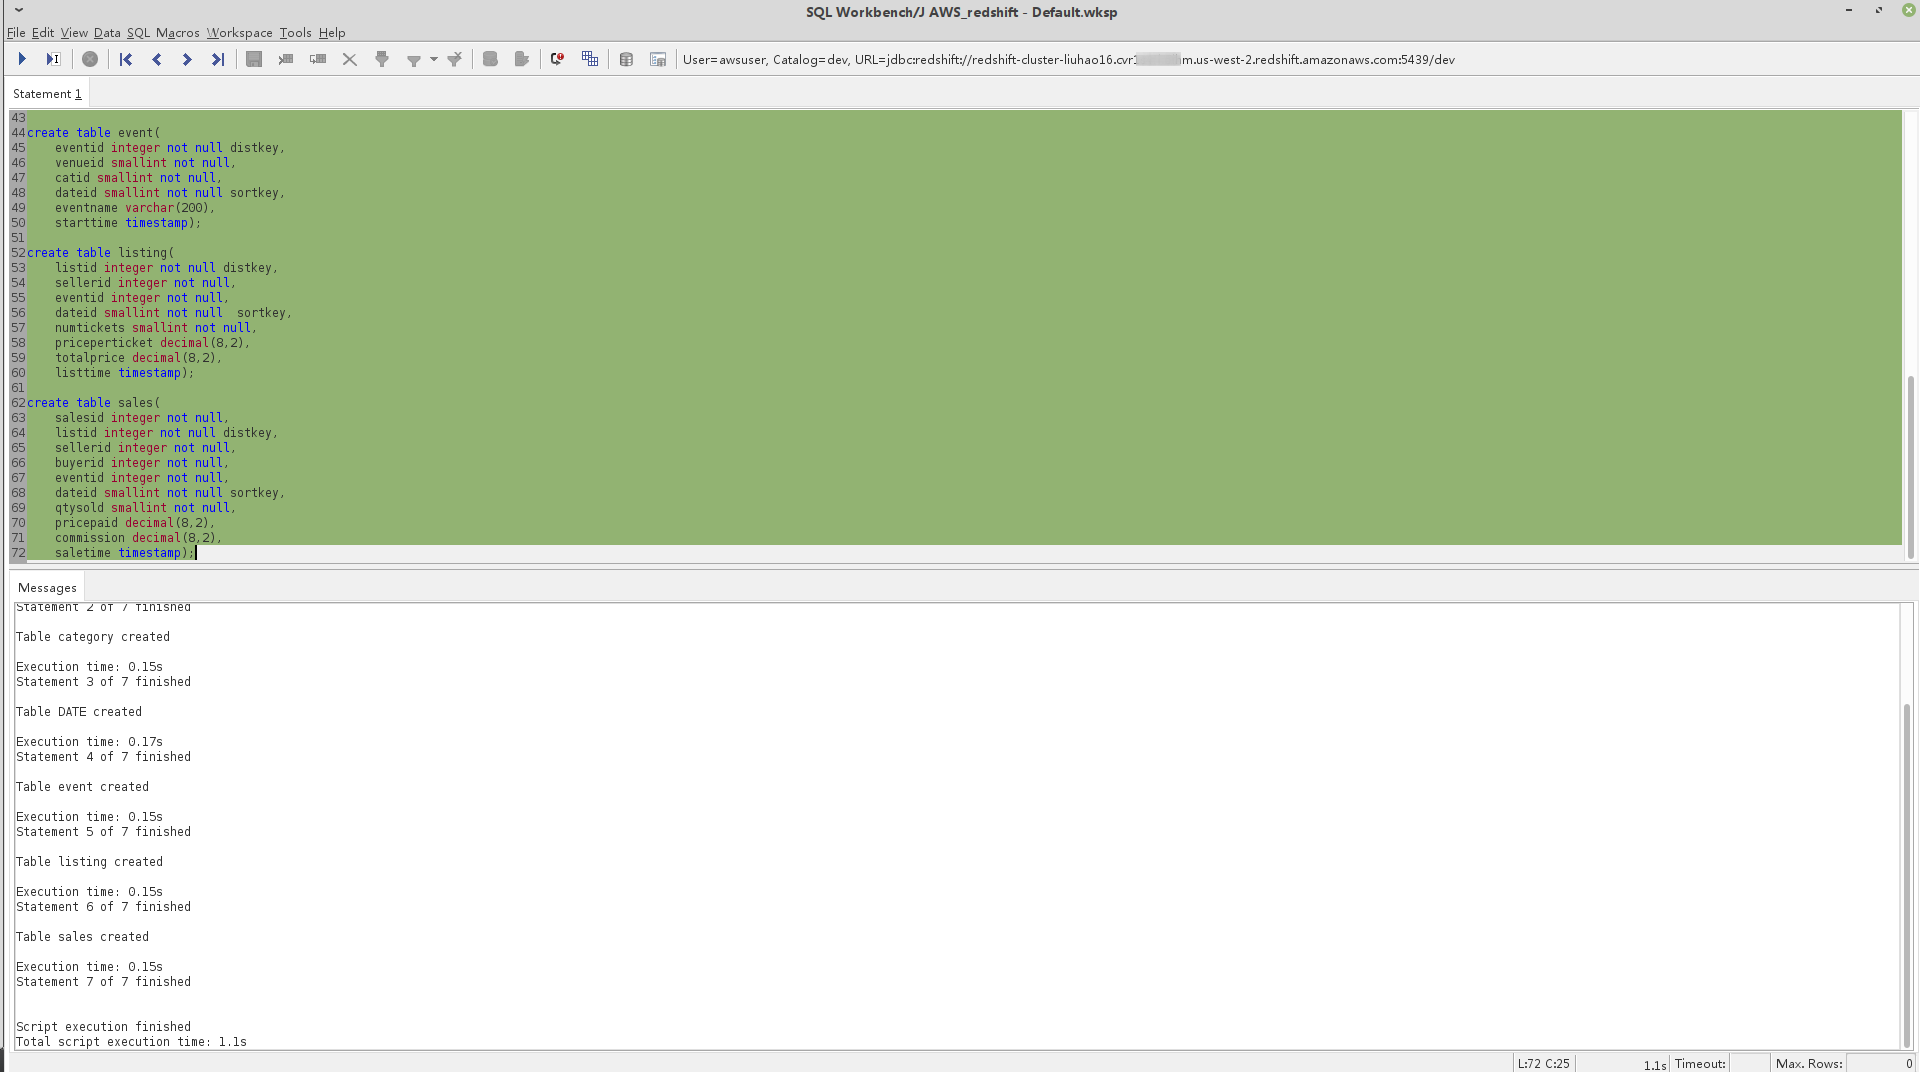 SQL Workbench/J AWS_redshift - Default.wksp
File Edit View Data SQL Macros Workspace Tools Help
User=awsuser, Catalog=dev, URL=jdbc:redshift://redshift-cluster-liuhao16.cvr1 m.us-west-2.redshift.amazonaws.com:5439/dev
Statement 1
43
44 create table event(
45 eventid integer not null distkey,
46 venueid smallint not null,
47 catid smallint not null,
48 dateid smallint not null sortkey,
49 eventname varchar(200),
50 starttime timestamp);
51
52 create table listing(
53 listid integer not null distkey,
54 sellerid integer not null,
55 eventid integer not null,
56 dateid smallint not null  sortkey,
57 numtickets smallint not null,
58 priceperticket decimal(8,2),
59 totalprice decimal(8,2),
60 listtime timestamp);
61
62 create table sales(
63 salesid integer not null,
64 listid integer not null distkey,
65 sellerid integer not null,
66 buyerid integer not null,
67 eventid integer not null,
68 dateid smallint not null sortkey,
69 qtysold smallint not null,
70 pricepaid decimal(8,2),
71 commission decimal(8,2),
72 saletime timestamp);
Messages
Statement 2 of 7 finished
Table category created
Execution time: 0.15s
Statement 3 of 7 finished
Table DATE created
Execution time: 0.17s
Statement 4 of 7 finished
Table event created
Execution time: 0.15s
Statement 5 of 7 finished
Table listing created
Execution time: 0.15s
Statement 6 of 7 finished
Table sales created
Execution time: 0.15s
Statement 7 of 7 finished
Script execution finished
Total script execution time: 1.1s
L:72 C:25 1.1s Timeout: Max. Rows: 0